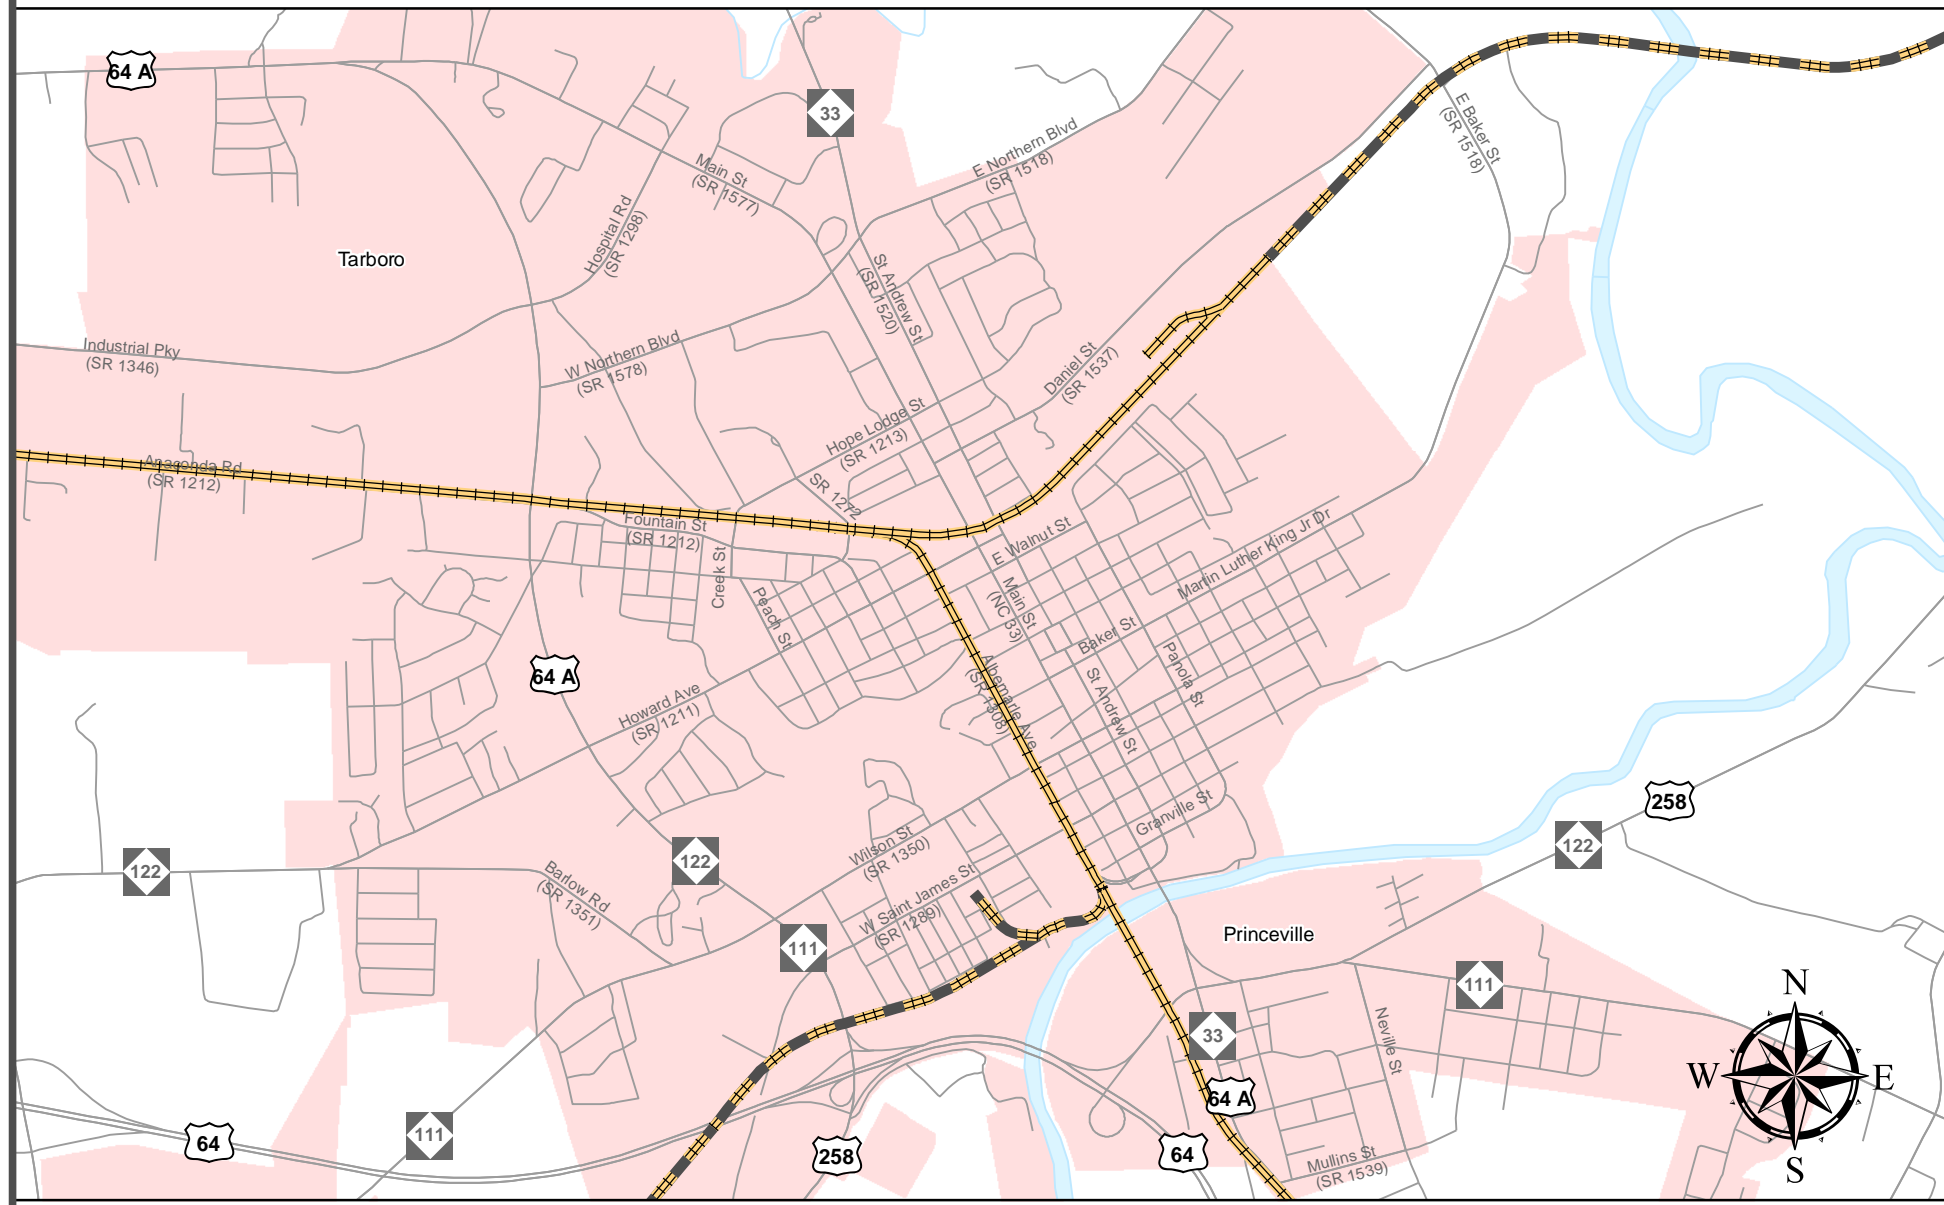 64 A
33
E Baker St
(SR 1518)
E Northern Blvd
(SR 1518)
Main St
(SR 1577)
Hospital Rd
(SR 1298)
Tarboro
St Andrew St
(SR 1520)
Industrial Pky
(SR 1346)
W Northern Blvd
(SR 1578)
Daniel St
(SR 1537)
Hope Lodge St
(SR 1213)
Anaconda Rd
(SR 1212)
SR 1272
Fountain St
(SR 1212)
E Walnut St
Martin Luther King Jr Dr
Creek St
Peach St
Main St
(NC 33)
Baker St
Panola St
64 A
Albemarle Ave
(SR 1308)
St Andrew St
Howard Ave
(SR 1211)
258
Granville St
122
122
122
Wilson St
(SR 1350)
Barlow Rd
(SR 1351)
W Saint James St
(SR 1289)
111
Princeville
111
N
33
Neville St
W
E
64 A
64
111
258
64
Mullins St
(SR 1539)
S